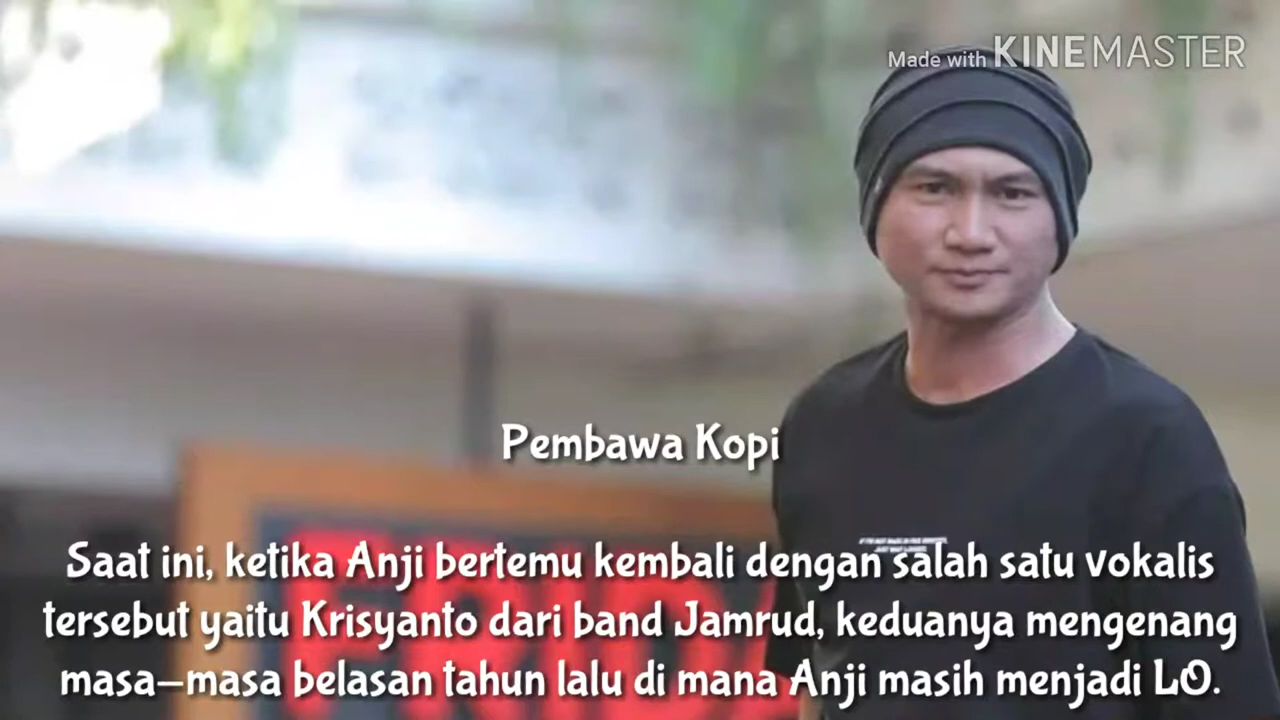 Made with KINEMASTER
Pembawa Kopi
Saat ini, ketika Anji bertemu kembali dengan salah satu vokalis
tersebut yaitu Krisyanto dari band Jamrud, keduanya mengenang
masa-masa belasan tahun lalu di mana Anji masih menjadi LO.